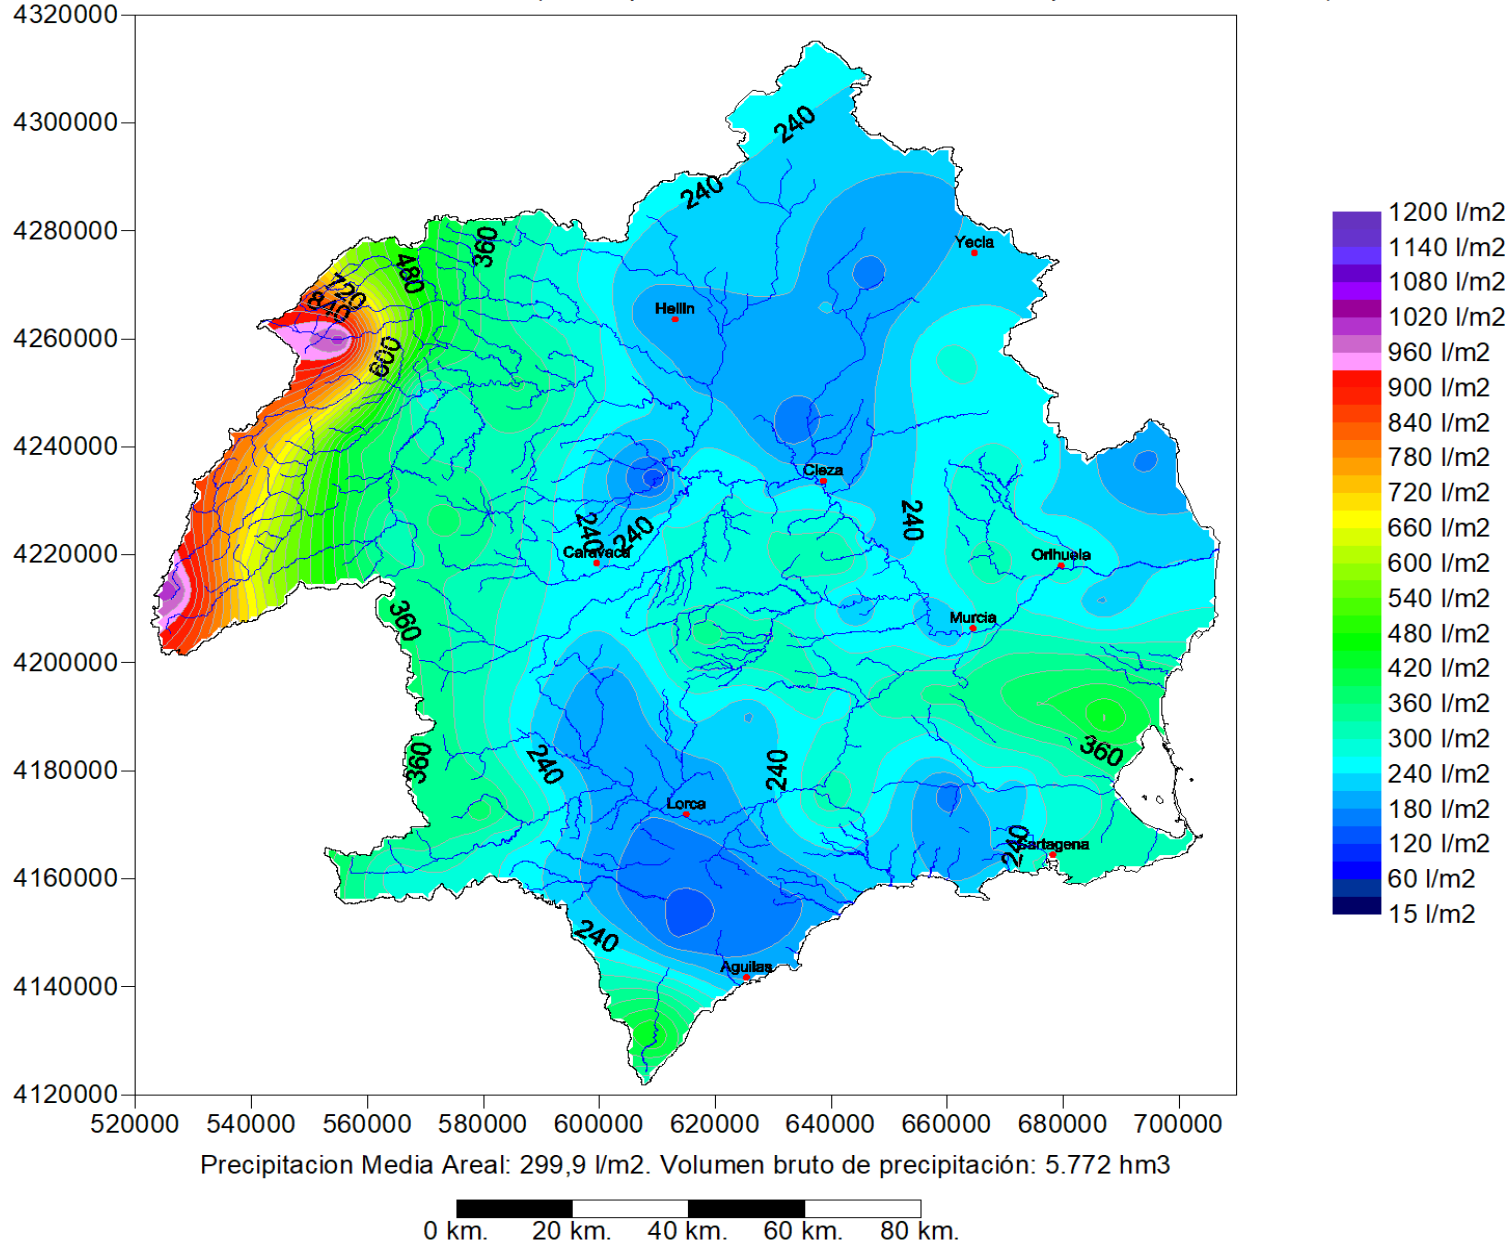 4320000
4300000
4280000
4260000
4240000
4220000
4200000
4180000
4160000
4140000
4120000
520000 540000 560000 580000 600000 620000 640000 660000 680000 700000
240
240
360
480
720
840
600
Yecla
Hellin
Cieza
240
240
Caravaca
240
Orihuela
Murcia
360
360
360
240
240
Lorca
240
Cartagena
240
Aguilas
1200 l/m2
1140 l/m2
1080 l/m2
1020 l/m2
960 l/m2
900 l/m2
840 l/m2
780 l/m2
720 l/m2
660 l/m2
600 l/m2
540 l/m2
480 l/m2
420 l/m2
360 l/m2
300 l/m2
240 l/m2
180 l/m2
120 l/m2
60 l/m2
15 l/m2
Precipitacion Media Areal: 299,9 l/m2. Volumen bruto de precipitación: 5.772 hm3
0 km. 20 km. 40 km. 60 km. 80 km.